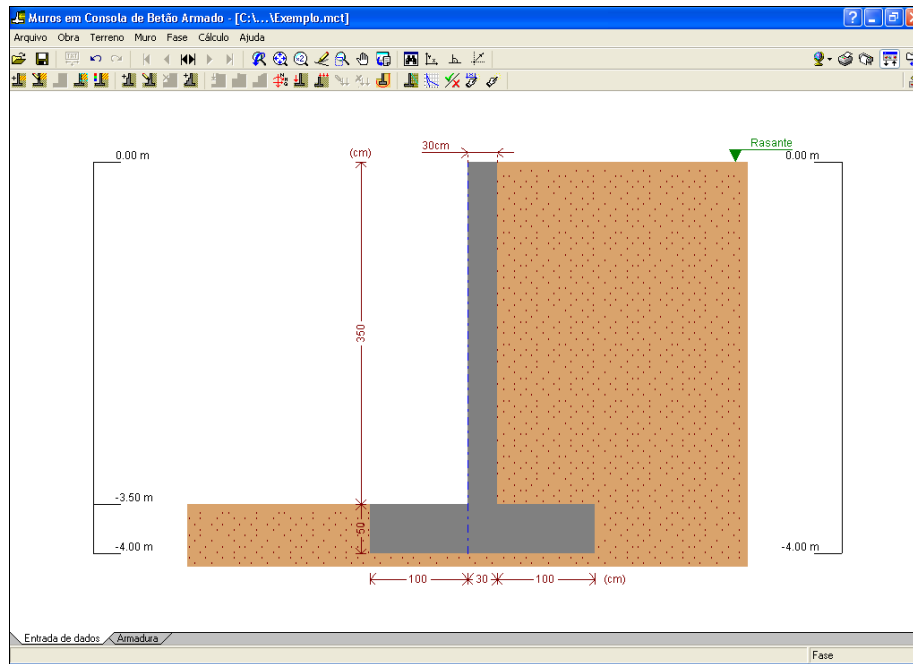 Muros em Consola de Betão Armado - [C:\...\Exemplo.mct]
Arquivo Obra Terreno Muro Fase Cálculo Ajuda
30cm
Rasante
0.00 m
(cm)
0.00 m
350
-3.50 m
50
-4.00 m
-4.00 m
100
30
100
(cm)
Entrada de dados
Armadura
Fase